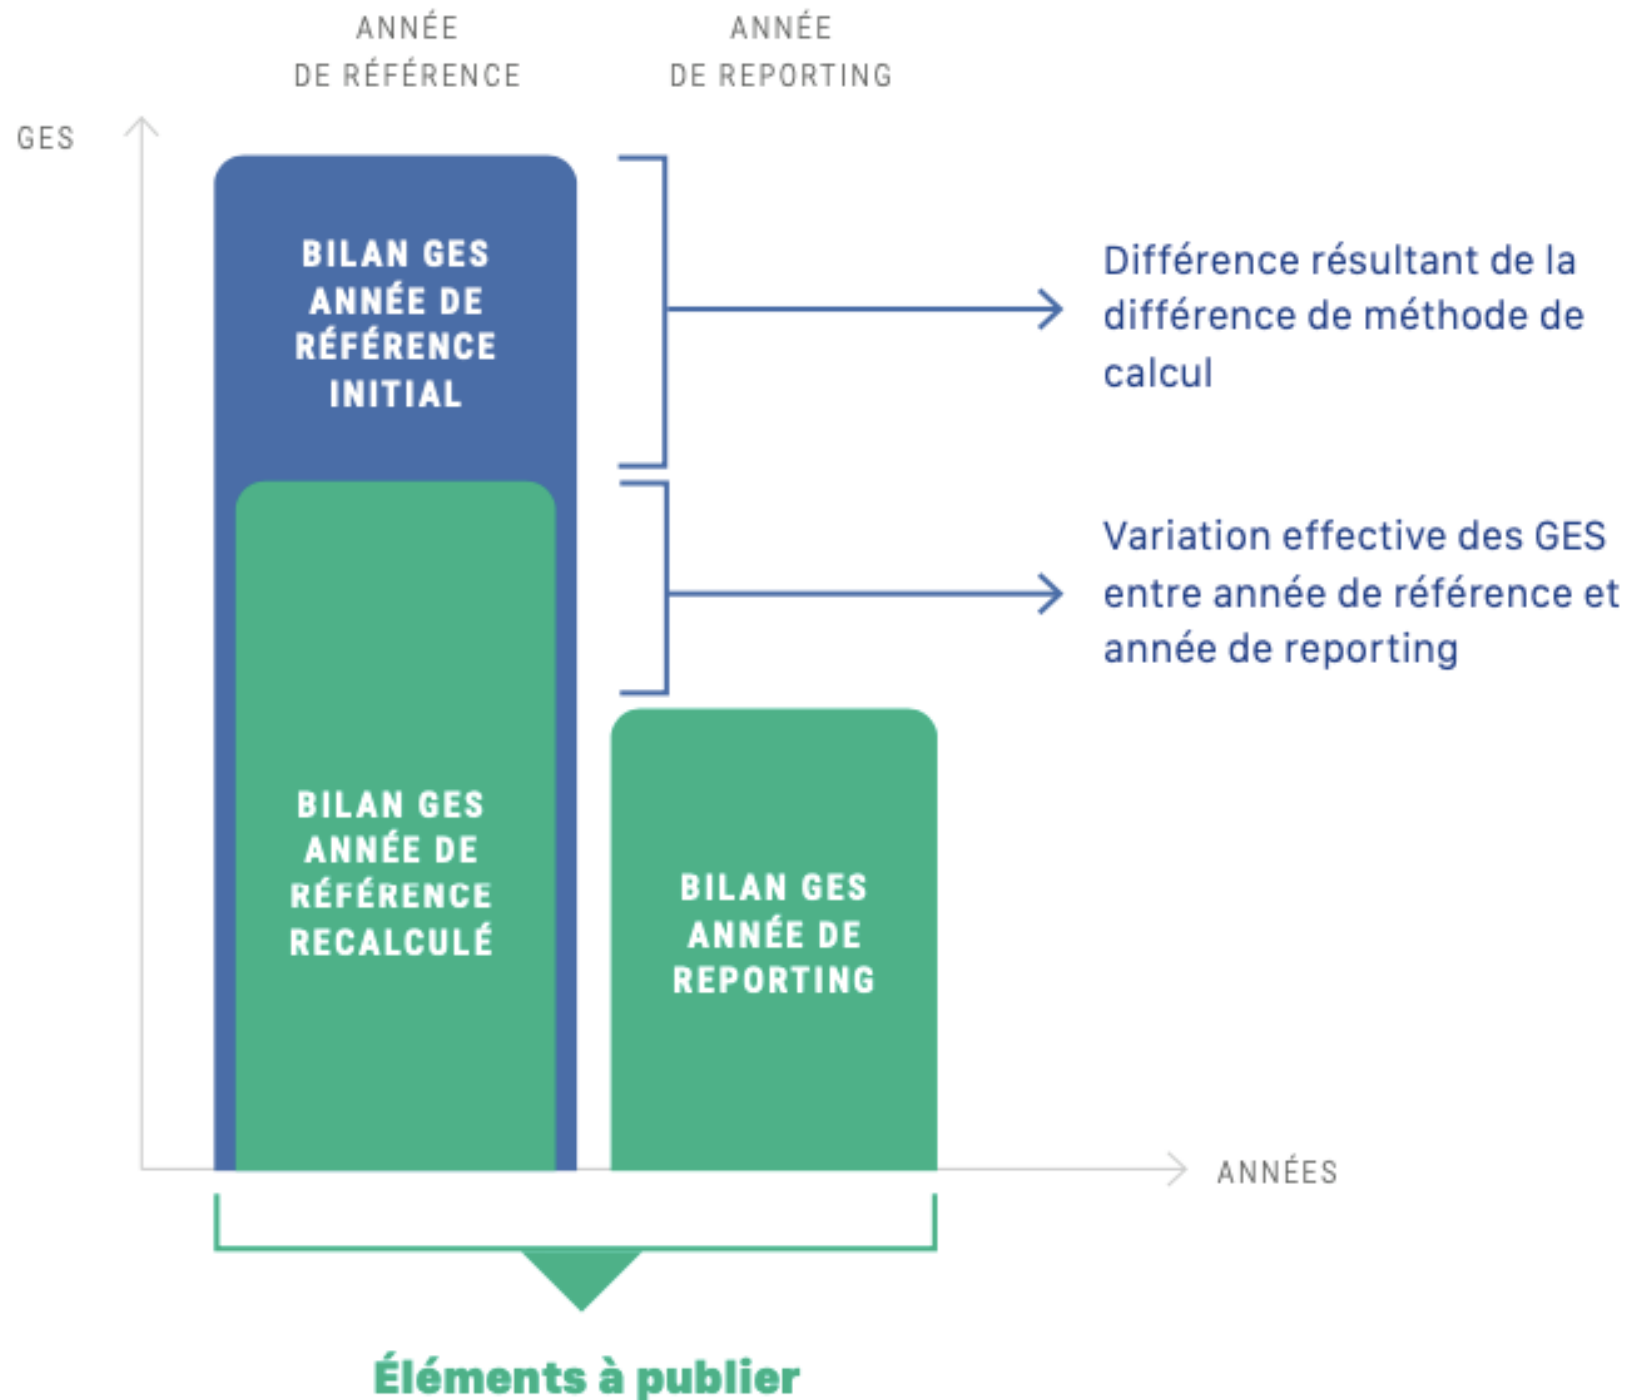 ANNÉE
DE RÉFÉRENCE
ANNÉE
DE REPORTING
GES
BILAN GES
ANNÉE DE
RÉFÉRENCE
INITIAL
Différence résultant de la
différence de méthode de
calcul
Variation effective des GES
entre année de référence et
année de reporting
BILAN GES
ANNÉE DE
RÉFÉRENCE
RECALCULÉ
BILAN GES
ANNÉE DE
REPORTING
ANNÉES
Éléments à publier